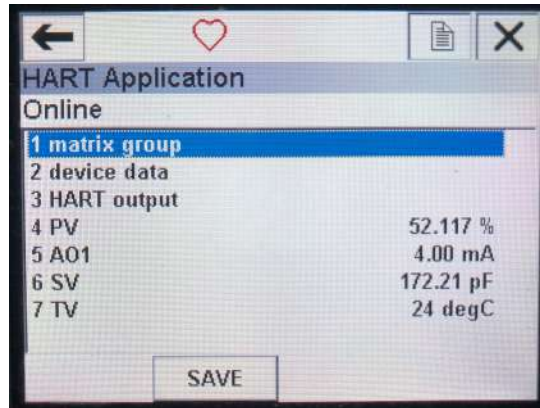 HART Application
Online
1 matrix group
2 device data
3 HART output
4 PV 52.117 %
5 AO1 4.00 mA
6 SV 172.21 pF
7 TV 24 degC
SAVE